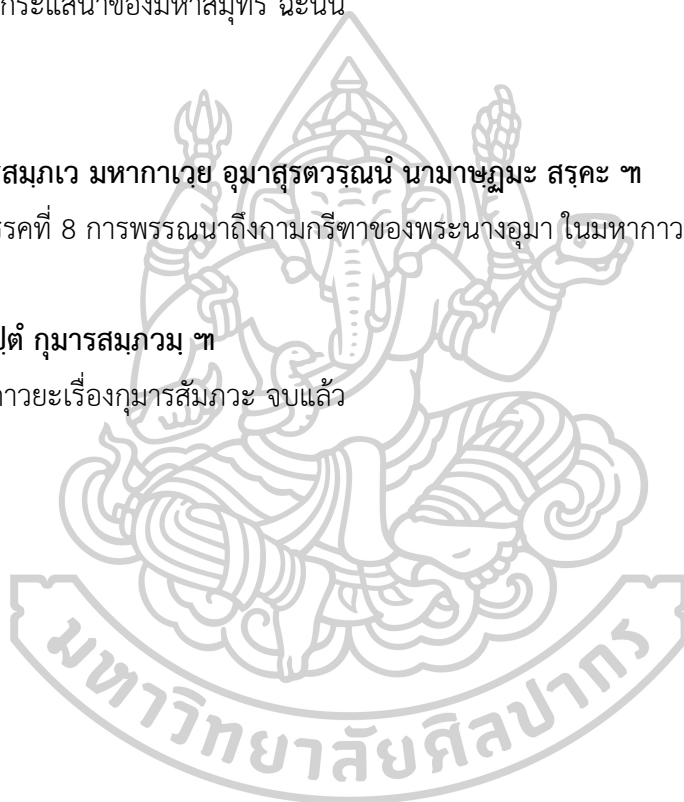 กระแสน้ำของมหาสมุทร ฉะนั้น
สมฺภเว มหากาเวฺย อุมาสุรตวรฺณนํ นามาษฺฏมะ สรฺคะ ฯ
รรคที่ 8 การพรรณนาถึงกามกรีฑาของพระนางอุมา ในมหากาว
ปฺตํ กุมารสมฺภวมฺ ฯ
าวยะเรื่องกุมารสัมภวะ จบแล้ว
มหาวิทยาลัยศิลปากร